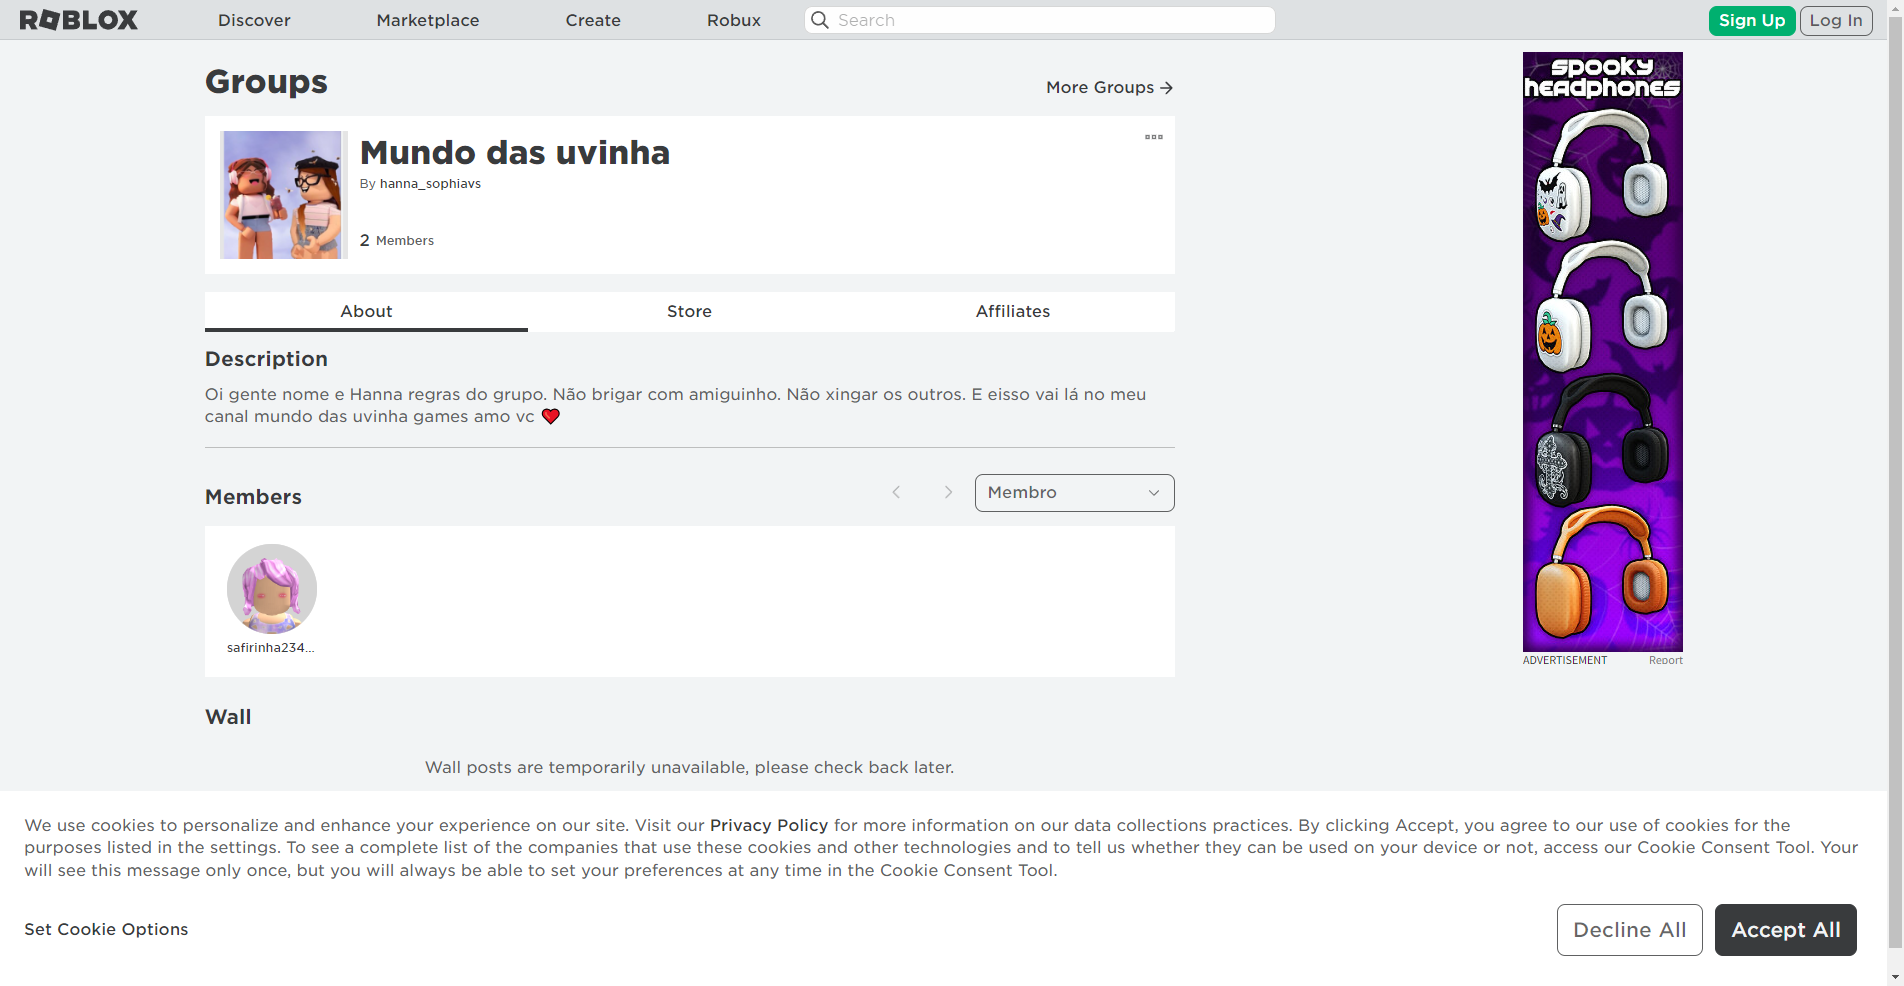 ROBLOX
Discover
Marketplace
Create
Robux
Search
Sign Up
Log In
Groups
More Groups
Mundo das uvinha
By hanna_sophiavs
2 Members
About
Store
Affiliates
Description
Oi gente nome e Hanna regras do grupo. Não brigar com amiguinho. Não xingar os outros. E eisso vai lá no meu
canal mundo das uvinha games amo vc ❤️
Members
Membro
safirinha234...
Wall
Wall posts are temporarily unavailable, please check back later.
spooky
headphones
ADVERTISEMENT
Report
We use cookies to personalize and enhance your experience on our site. Visit our Privacy Policy for more information on our data collections practices. By clicking Accept, you agree to our use of cookies for the
purposes listed in the settings. To see a complete list of the companies that use these cookies and other technologies and to tell us whether they can be used on your device or not, access our Cookie Consent Tool. Your
will see this message only once, but you will always be able to set your preferences at any time in the Cookie Consent Tool.
Set Cookie Options
Decline All
Accept All